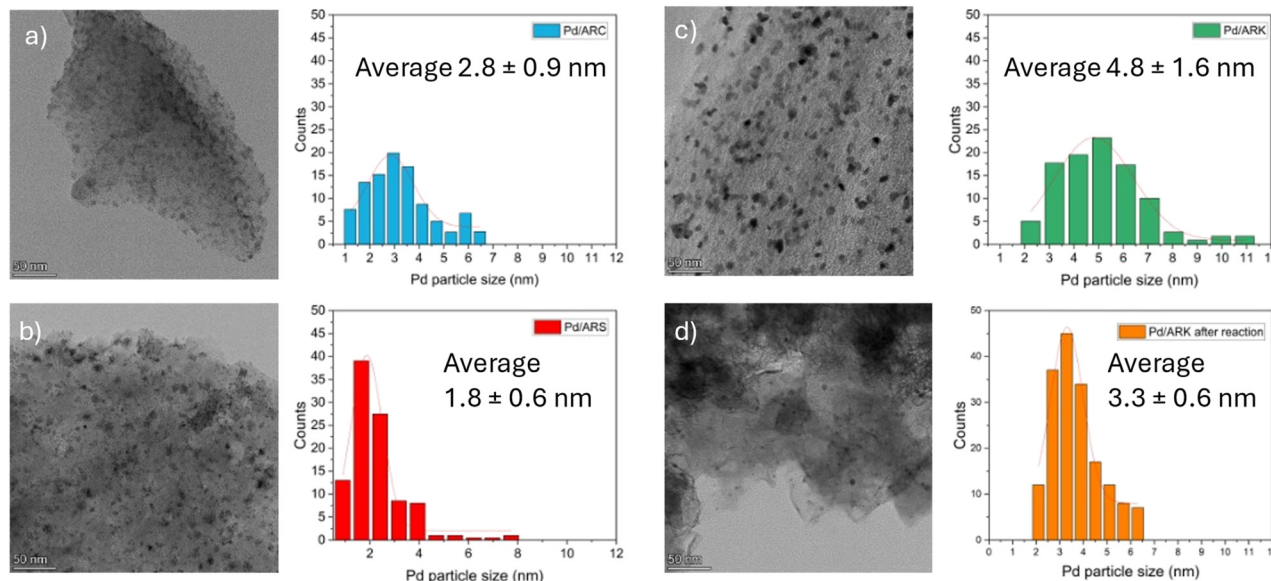 a)
50 nm
50
45
40
35
30
25
20
15
10
5
0
Counts
Pd/ARC
Average 2.8 ± 0.9 nm
1 2 3 4 5 6 7 8 9 10 11 12
Pd particle size (nm)
c)
50 nm
50
45
40
35
30
25
20
15
10
5
0
Counts
Pd/ARK
Average 4.8 ± 1.6 nm
1 2 3 4 5 6 7 8 9 10 11 12
Pd particle size (nm)
b)
50 nm
50
45
40
35
30
25
20
15
10
5
0
Counts
Pd/ARS
Average
1.8 ± 0.6 nm
2 4 6 8 10 12
Pd particle size (nm)
d)
50 nm
50
45
40
35
30
25
20
15
10
5
0
Counts
Pd/ARK after reaction
Average
3.3 ± 0.6 nm
0 1 2 3 4 5 6 7 8 9 10 11 12
Pd particle size (nm)